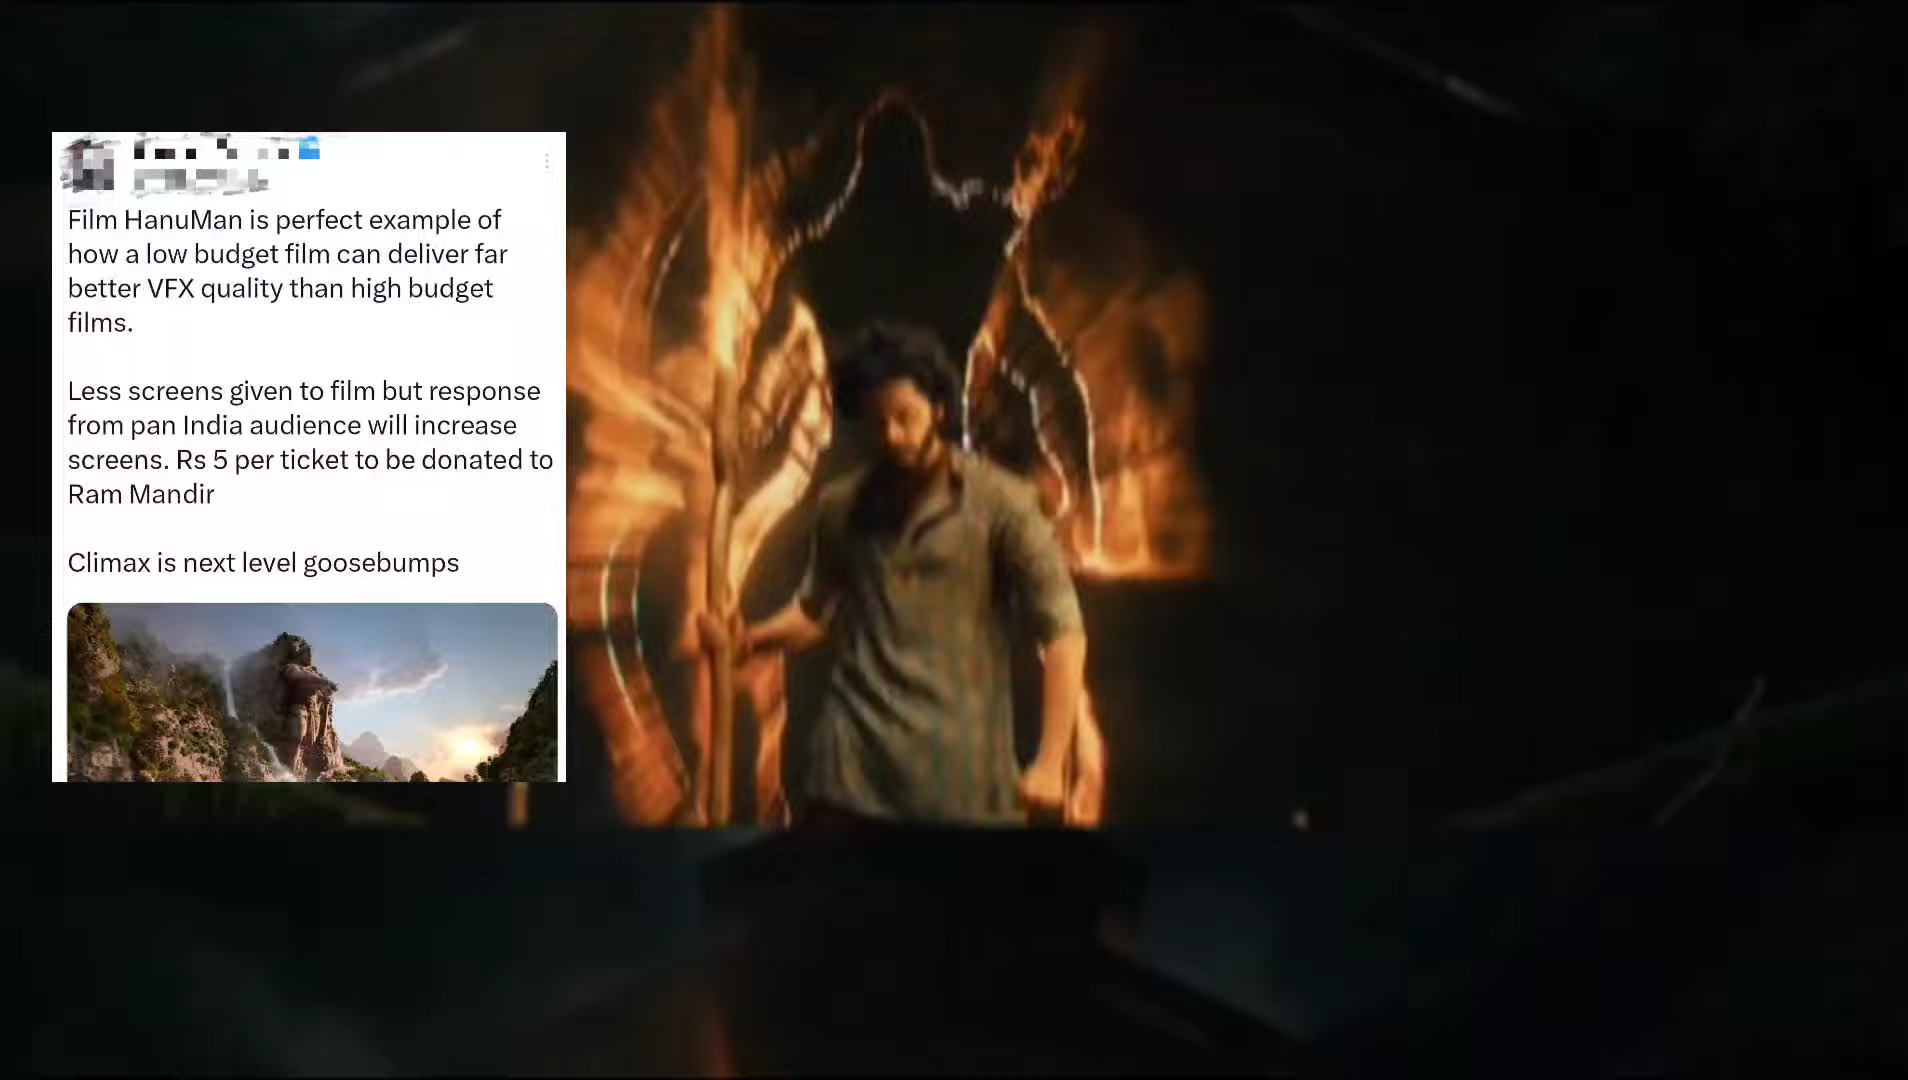 Film HanuMan is perfect example of
how a low budget film can deliver far
better VFX quality than high budget
films.
Less screens given to film but response
from pan India audience will increase
screens. Rs 5 per ticket to be donated to
Ram Mandir
Climax is next level goosebumps